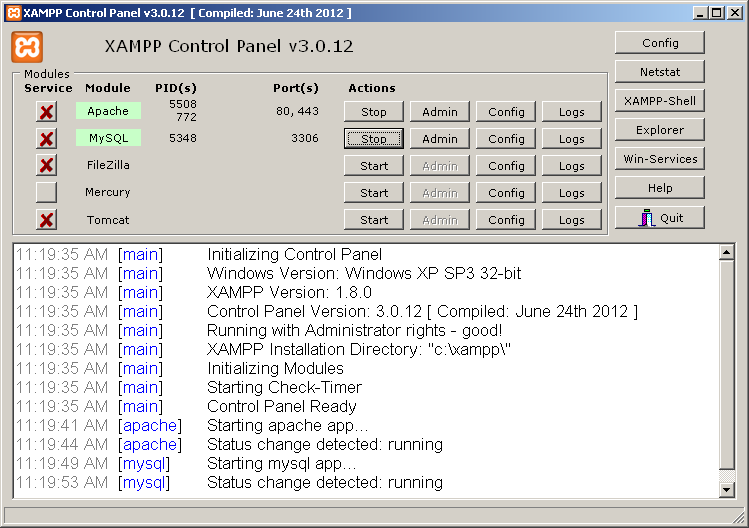 XAMPP Control Panel v3.0.12 [ Compiled: June 24th 2012 ]
XAMPP Control Panel v3.0.12
Config
Netstat
XAMPP-Shell
Explorer
Win-Services
Help
Quit
Modules
Service Module PID(s) Port(s) Actions
Apache 5508 772 80, 443 Stop Admin Config Logs
MySQL 5348 3306 Stop Admin Config Logs
FileZilla Start Admin Config Logs
Mercury Start Admin Config Logs
Tomcat Start Admin Config Logs
11:19:35 AM [main] Initializing Control Panel
11:19:35 AM [main] Windows Version: Windows XP SP3 32-bit
11:19:35 AM [main] XAMPP Version: 1.8.0
11:19:35 AM [main] Control Panel Version: 3.0.12 [ Compiled: June 24th 2012 ]
11:19:35 AM [main] Running with Administrator rights - good!
11:19:35 AM [main] XAMPP Installation Directory: "c:\xampp\"
11:19:35 AM [main] Initializing Modules
11:19:35 AM [main] Starting Check-Timer
11:19:35 AM [main] Control Panel Ready
11:19:41 AM [apache] Starting apache app...
11:19:44 AM [apache] Status change detected: running
11:19:49 AM [mysql] Starting mysql app...
11:19:53 AM [mysql] Status change detected: running